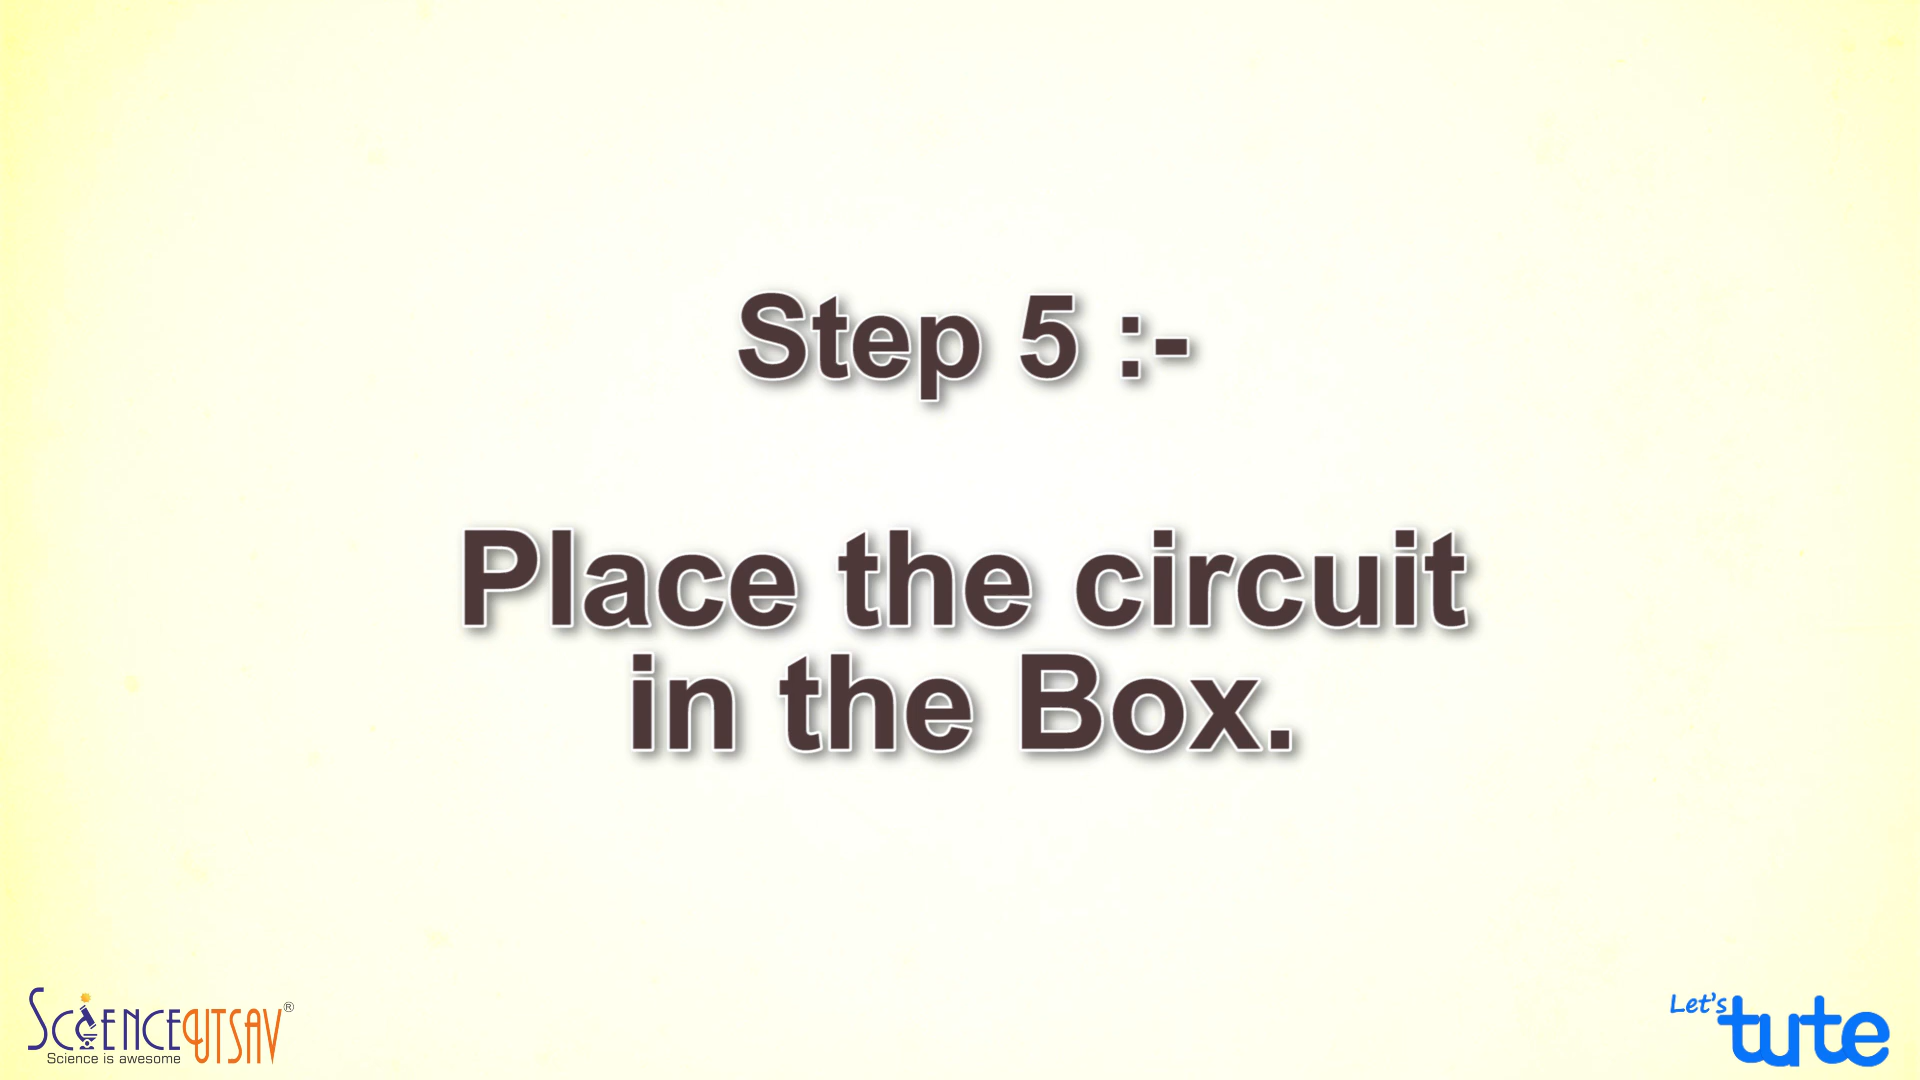 Step 5 :-
Place the circuit
in the Box.
SCIENCEUTSAV®
Science is awesome
Let's
tute